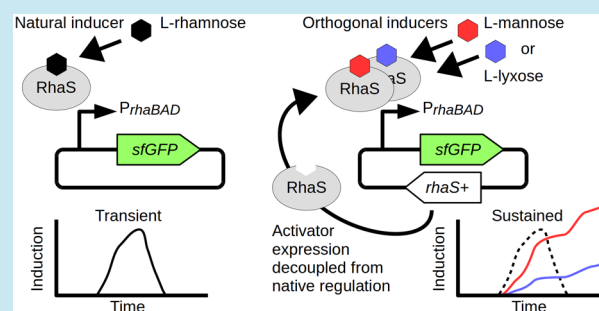 Natural inducer
L-rhamnose
RhaS
PrhaBAD
sfGFP
Transient
Induction
Time
Orthogonal inducers
L-mannose
or
L-lyxose
RhaS
aS
PrhaBAD
sfGFP
rhaS+
RhaS
Activator
expression
decoupled from
native regulation
Sustained
Induction
Time